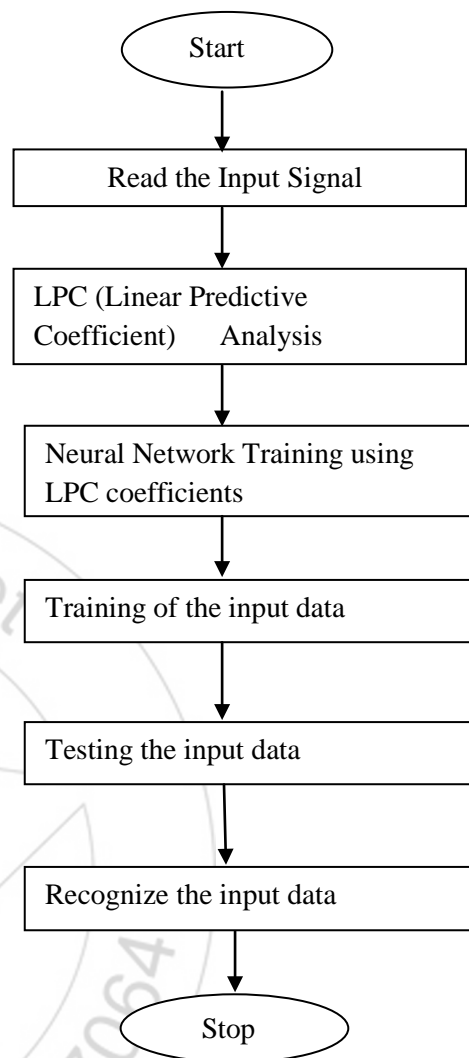 Start
Read the Input Signal
LPC (Linear Predictive
Coefficient) Analysis
Neural Network Training using
LPC coefficients
Training of the input data
Testing the input data
Recognize the input data
Stop